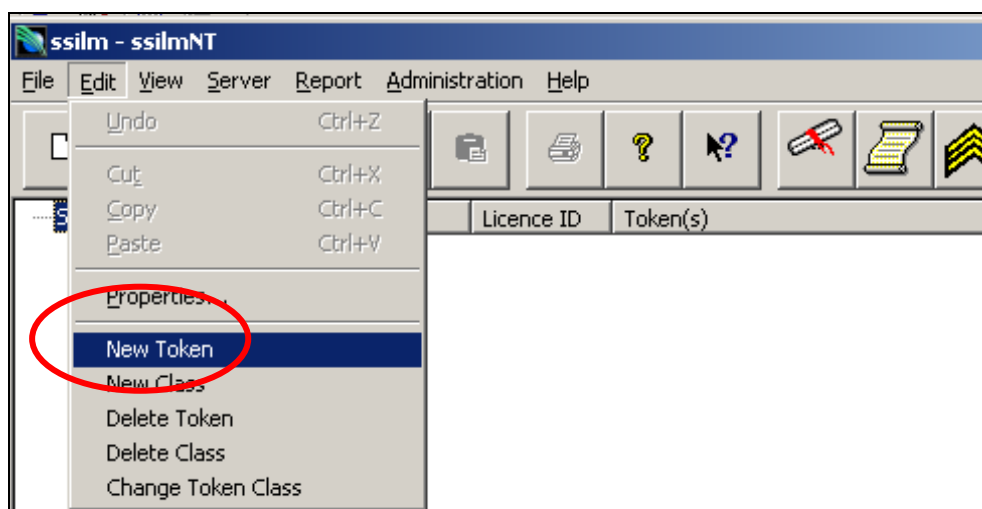 ssilm - ssilmNT
File Edit View Server Report Administration Help
Undo Ctrl+Z
Cut Ctrl+X
Copy Ctrl+C
Paste Ctrl+V
Properties...
New Token
New Class
Delete Token
Delete Class
Change Token Class
Licence ID Token(s)